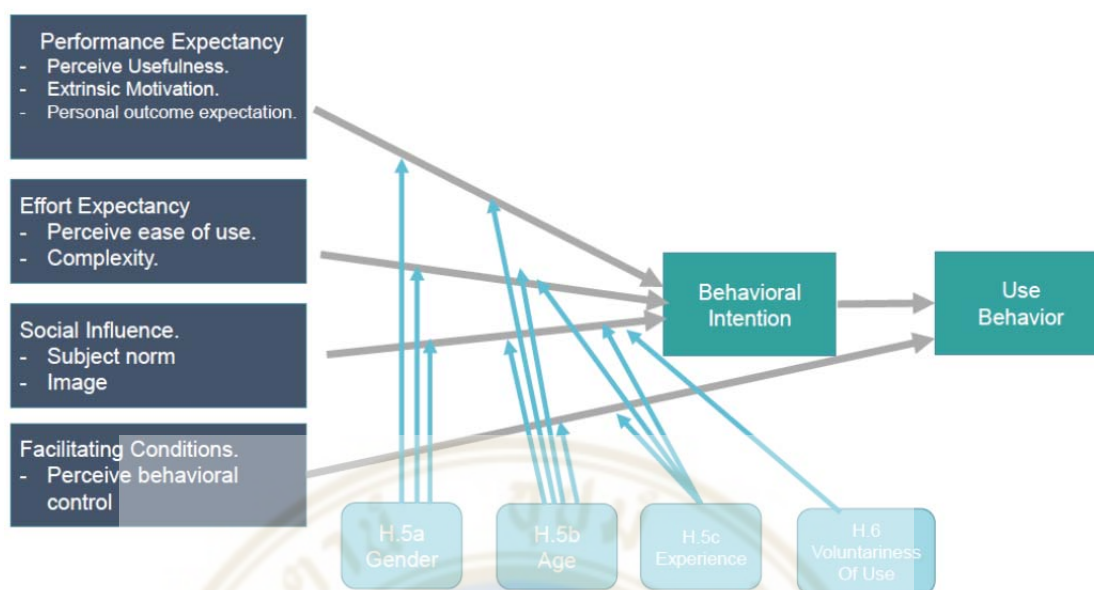 Performance Expectancy
- Perceive Usefulness.
- Extrinsic Motivation.
- Personal outcome expectation.
Effort Expectancy
- Perceive ease of use.
- Complexity.
Social Influence.
- Subject norm
- Image
Facilitating Conditions.
- Perceive behavioral
control
Behavioral
Intention
Use
Behavior
H.5a
Gender
H.5b
Age
H.5c
Experience
H.6
Voluntariness
Of Use